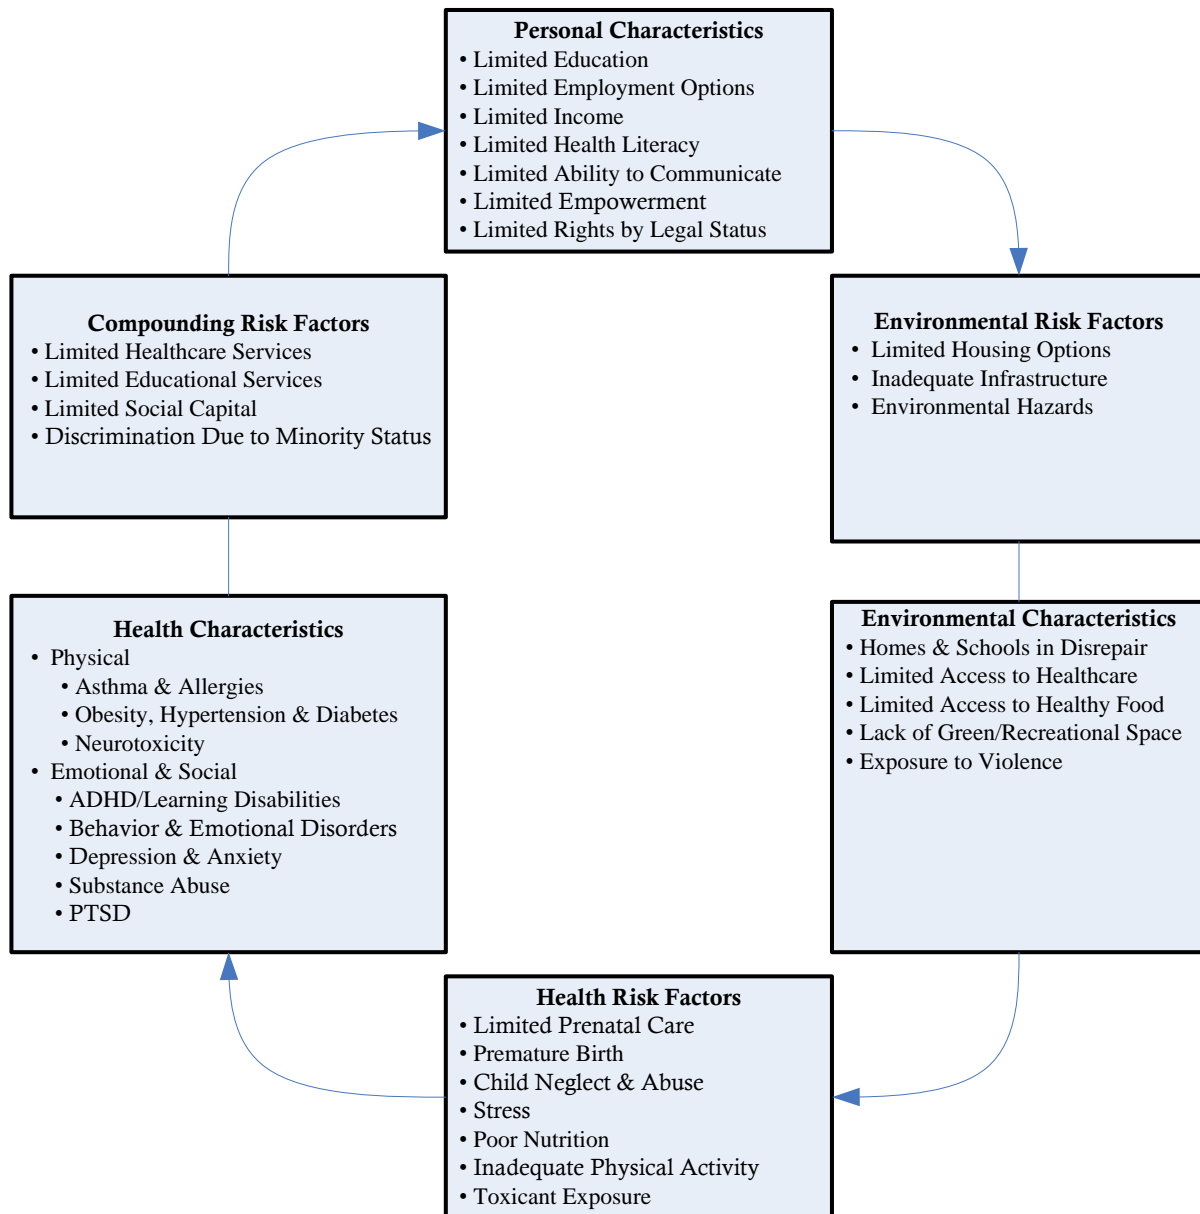 Personal Characteristics
• Limited Education
• Limited Employment Options
• Limited Income
• Limited Health Literacy
• Limited Ability to Communicate
• Limited Empowerment
• Limited Rights by Legal Status
Compounding Risk Factors
• Limited Healthcare Services
• Limited Educational Services
• Limited Social Capital
• Discrimination Due to Minority Status
Environmental Risk Factors
• Limited Housing Options
• Inadequate Infrastructure
• Environmental Hazards
Health Characteristics
• Physical
• Asthma & Allergies
• Obesity, Hypertension & Diabetes
• Neurotoxicity
• Emotional & Social
• ADHD/Learning Disabilities
• Behavior & Emotional Disorders
• Depression & Anxiety
• Substance Abuse
• PTSD
Environmental Characteristics
• Homes & Schools in Disrepair
• Limited Access to Healthcare
• Limited Access to Healthy Food
• Lack of Green/Recreational Space
• Exposure to Violence
Health Risk Factors
• Limited Prenatal Care
• Premature Birth
• Child Neglect & Abuse
• Stress
• Poor Nutrition
• Inadequate Physical Activity
• Toxicant Exposure